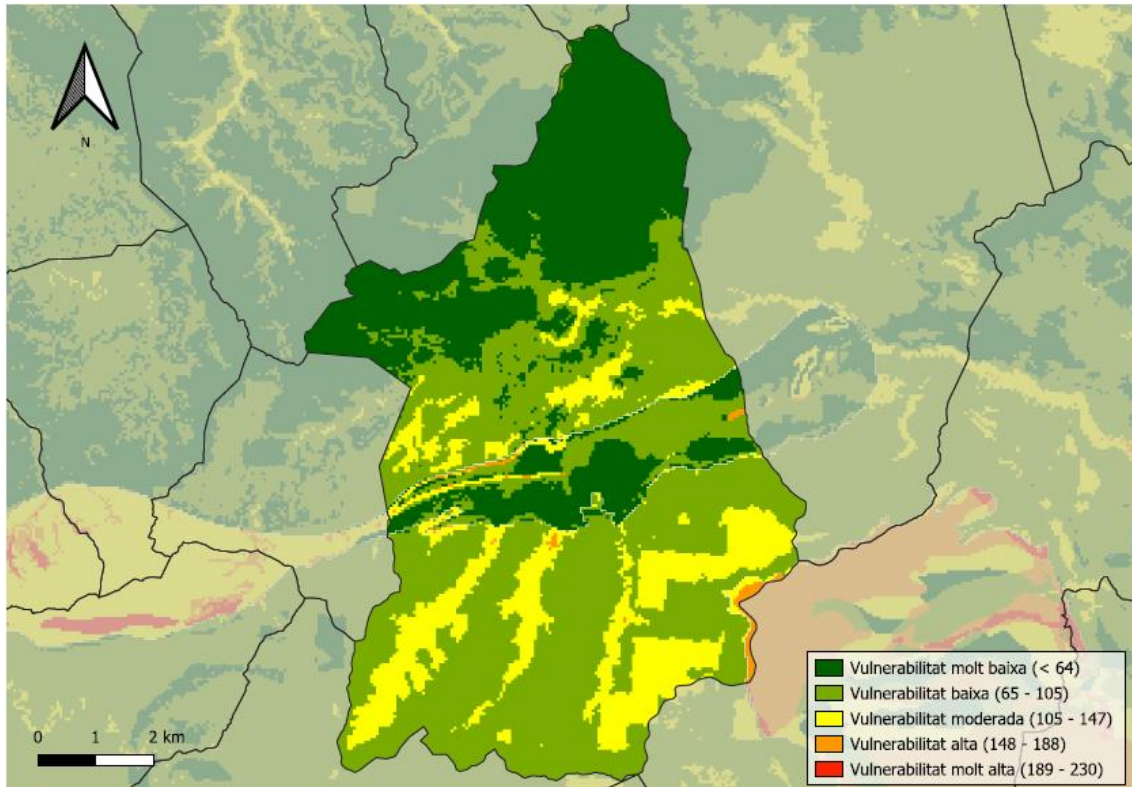 N
Vulnerabilitat molt baixa (< 64)
Vulnerabilitat baixa (65 - 105)
Vulnerabilitat moderada (105 - 147)
Vulnerabilitat alta (148 - 188)
Vulnerabilitat molt alta (189 - 230)
0 1 2 km